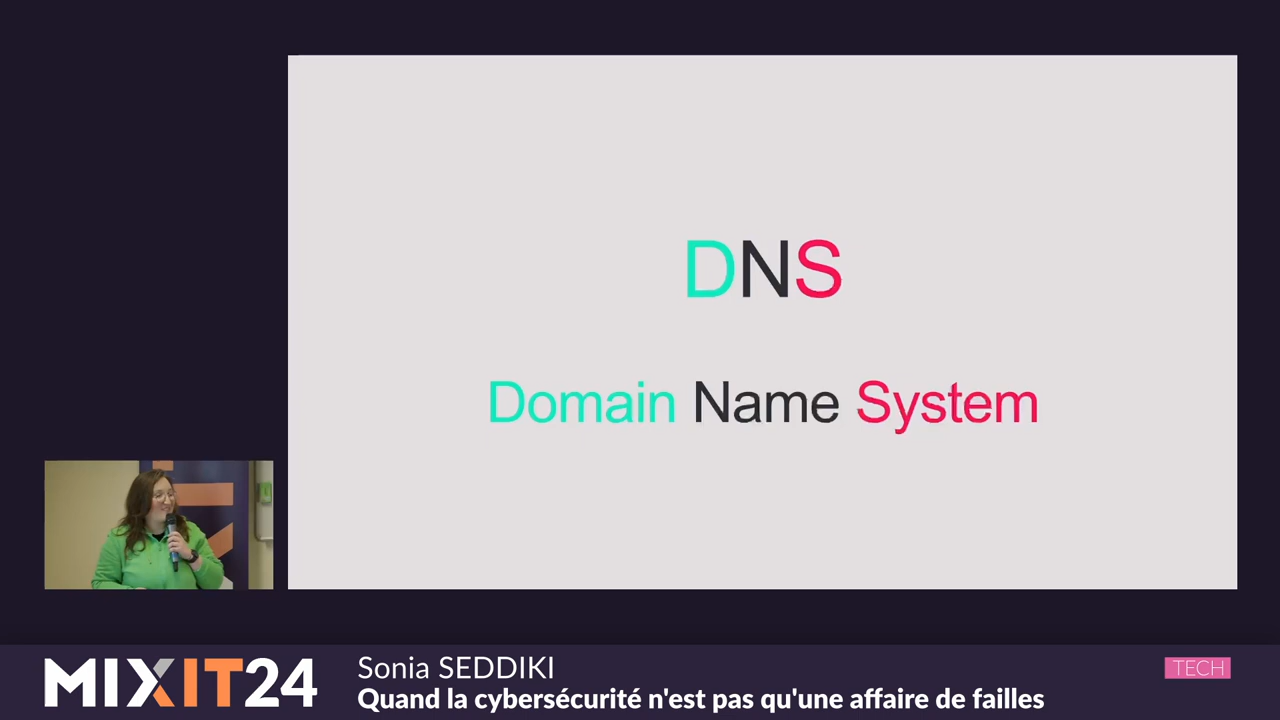 DNS
Domain Name System
MIXIT24
Sonia SEDDIKI
Quand la cybersécurité n'est pas qu'une affaire de failles
TECH